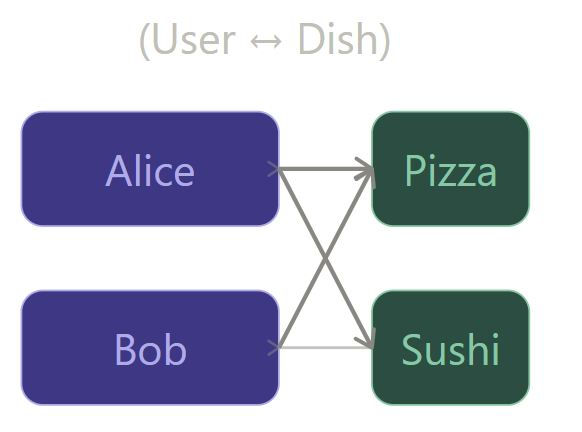 (User ↔ Dish)
Alice
Pizza
Bob
Sushi